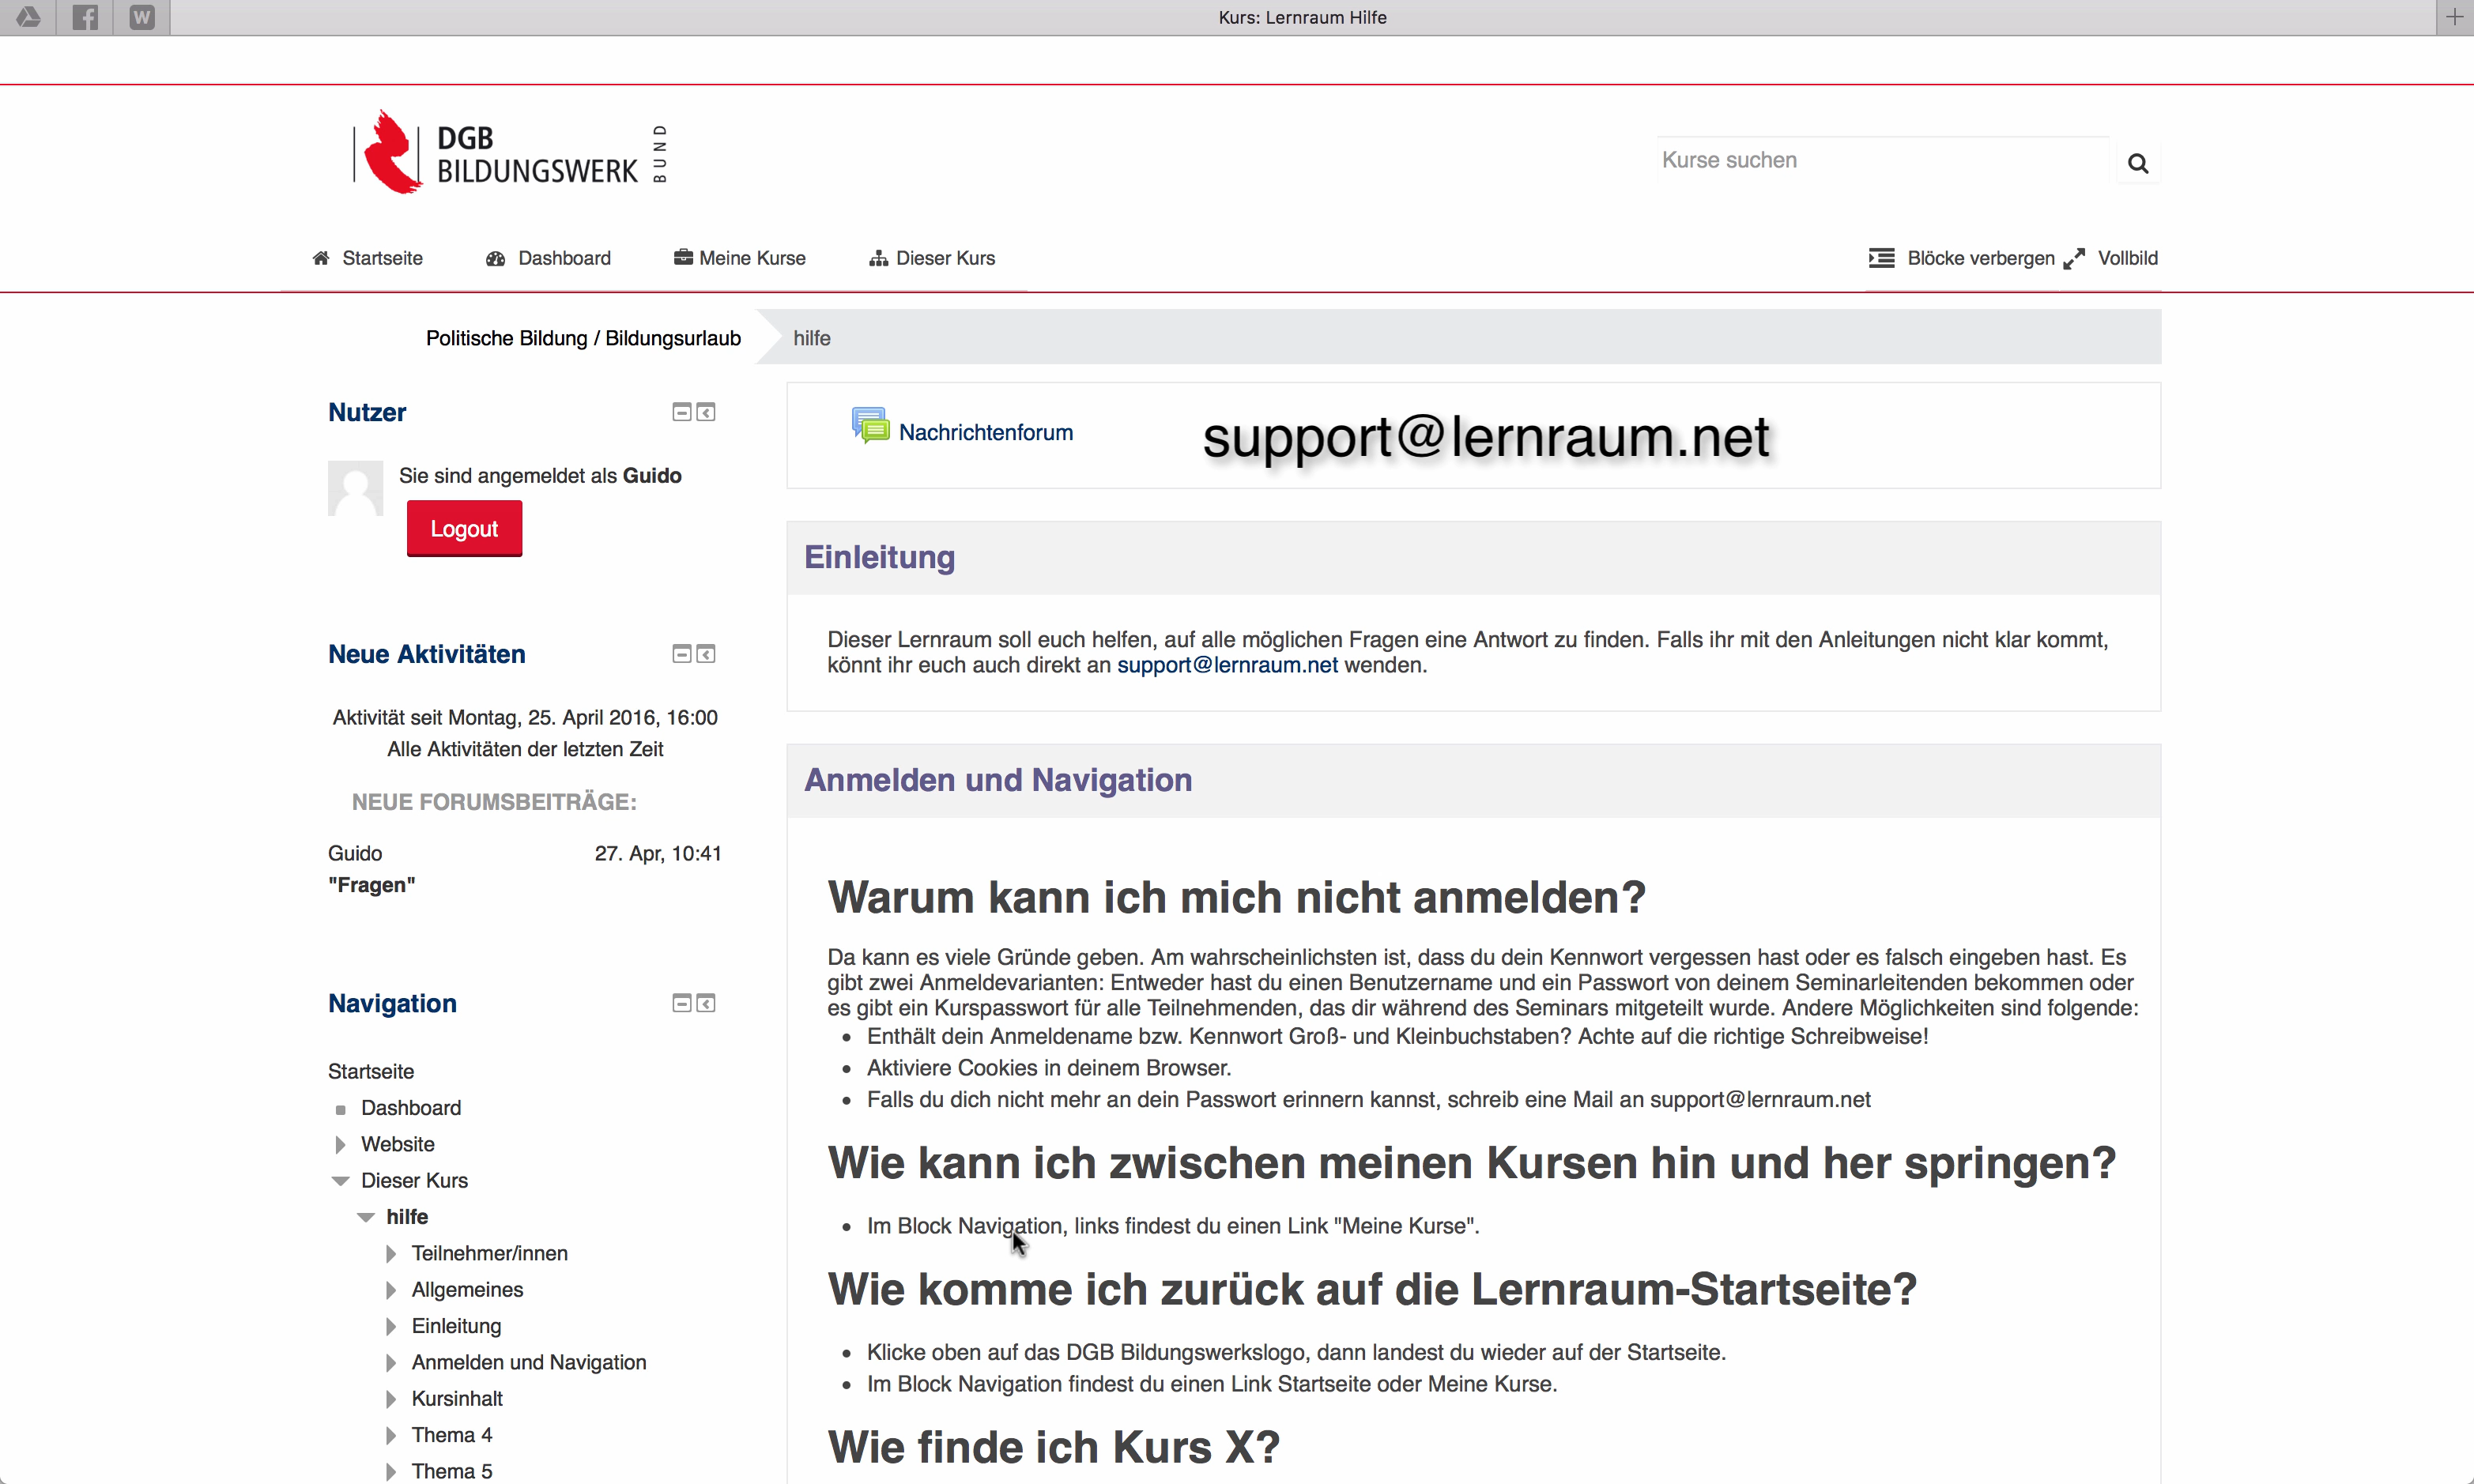 W
Kurs: Lernraum Hilfe
DGB
BILDUNGSWERK
BUND
Kurse suchen
Startseite
Dashboard
Meine Kurse
Dieser Kurs
Blöcke verbergen
Vollbild
Politische Bildung / Bildungsurlaub
hilfe
Nutzer
Sie sind angemeldet als Guido
Logout
Neue Aktivitäten
Aktivität seit Montag, 25. April 2016, 16:00
Alle Aktivitäten der letzten Zeit
NEUE FORUMSBEITRÄGE:
Guido 27. Apr, 10:41
"Fragen"
Navigation
Startseite
Dashboard
Website
Dieser Kurs
hilfe
Teilnehmer/innen
Allgemeines
Einleitung
Anmelden und Navigation
Kursinhalt
Thema 4
Thema 5
Nachrichtenforum
support@lernraum.net
Einleitung
Dieser Lernraum soll euch helfen, auf alle möglichen Fragen eine Antwort zu finden. Falls ihr mit den Anleitungen nicht klar kommt,
könnt ihr euch auch direkt an support@lernraum.net wenden.
Anmelden und Navigation
Warum kann ich mich nicht anmelden?
Da kann es viele Gründe geben. Am wahrscheinlichsten ist, dass du dein Kennwort vergessen hast oder es falsch eingeben hast. Es
gibt zwei Anmeldevarianten: Entweder hast du einen Benutzername und ein Passwort von deinem Seminarleitenden bekommen oder
es gibt ein Kurspasswort für alle Teilnehmenden, das dir während des Seminars mitgeteilt wurde. Andere Möglichkeiten sind folgende:
• Enthält dein Anmeldename bzw. Kennwort Groß- und Kleinbuchstaben? Achte auf die richtige Schreibweise!
• Aktiviere Cookies in deinem Browser.
• Falls du dich nicht mehr an dein Passwort erinnern kannst, schreib eine Mail an support@lernraum.net
Wie kann ich zwischen meinen Kursen hin und her springen?
• Im Block Navigation, links findest du einen Link "Meine Kurse".
Wie komme ich zurück auf die Lernraum-Startseite?
• Klicke oben auf das DGB Bildungswerkslogo, dann landest du wieder auf der Startseite.
• Im Block Navigation findest du einen Link Startseite oder Meine Kurse.
Wie finde ich Kurs X?